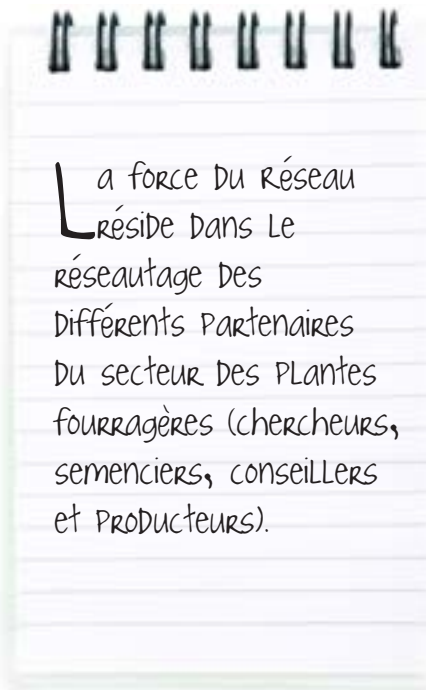 La force du Réseau
réside dans le
réseautage des
différents partenaires
du secteur des plantes
fourragères (chercheurs,
semenciers, conseillers
et producteurs).